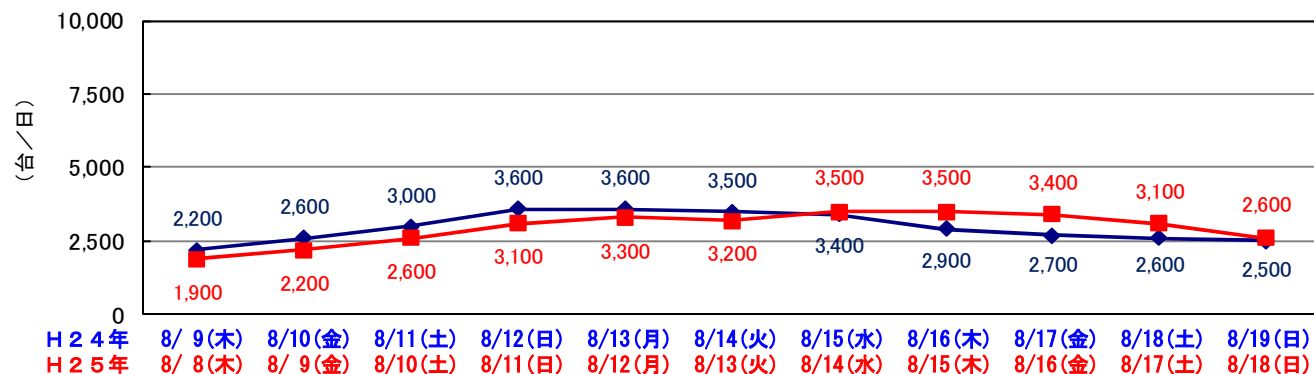 10,000
7,500
5,000
2,500
0
(台／日)
2,200 2,600 3,000 3,600 3,600 3,500 3,500 3,500 3,400 3,100 2,600
1,900 2,200 2,600 3,100 3,300 3,200 3,400 2,900 2,700 2,600 2,500
Ｈ２４年 8/ 9(木) 8/10(金) 8/11(土) 8/12(日) 8/13(月) 8/14(火) 8/15(水) 8/16(木) 8/17(金) 8/18(土) 8/19(日)
Ｈ２５年 8/ 8(木) 8/ 9(金) 8/10(土) 8/11(日) 8/12(月) 8/13(火) 8/14(水) 8/15(木) 8/16(金) 8/17(土) 8/18(日)